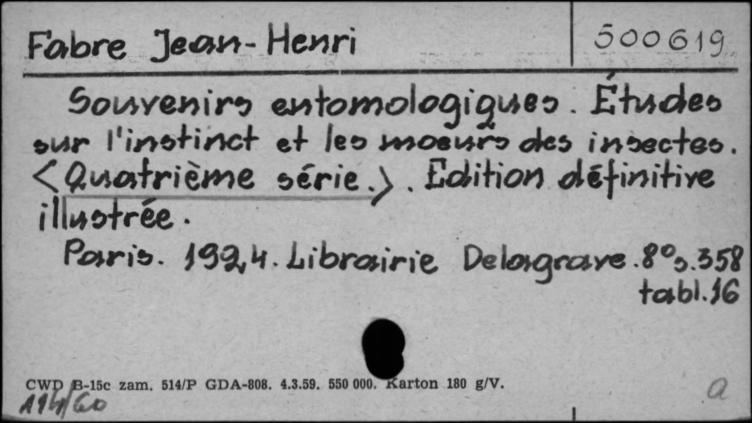 Fabre Jean-Henri 500619
Souvenirs entomologiques. Études
sur l'instinct et les moeurs des insectes.
<Quatrième série.>. Edition définitive
illustrée.
Paris. 1924. Librairie Delagrave. 8º s. 358
tabl. 16
CWD B-15c zam. 514/P GDA-808. 4.3.59. 550 000. Karton 180 g/V.
a